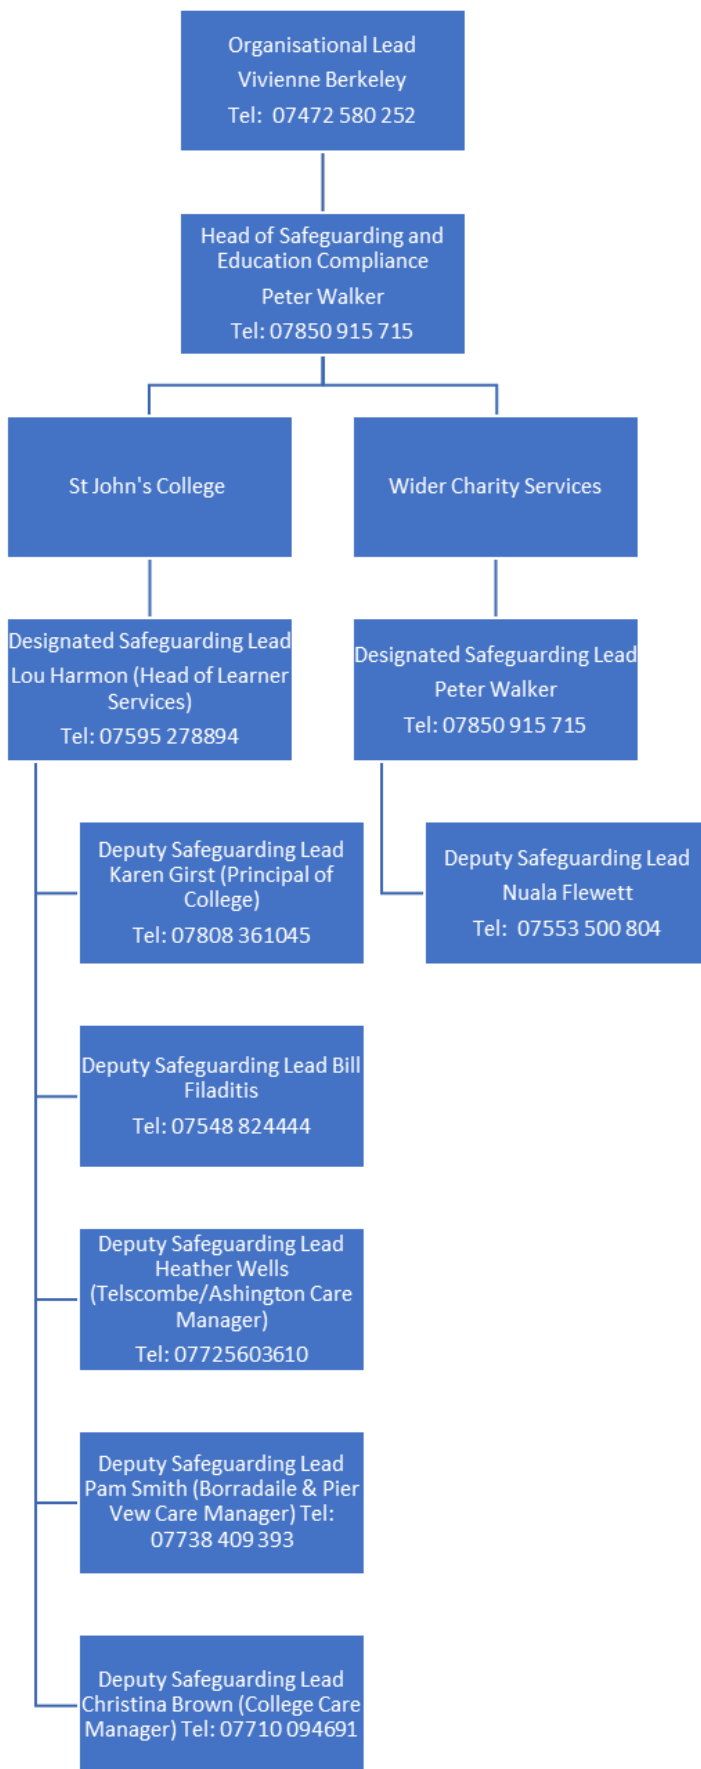 Organisational Lead
Vivienne Berkeley
Tel:  07472 580 252
Head of Safeguarding and
Education Compliance
Peter Walker
Tel: 07850 915 715
St John's College
Wider Charity Services
Designated Safeguarding Lead
Lou Harmon (Head of Learner
Services)
Tel: 07595 278894
Designated Safeguarding Lead
Peter Walker
Tel: 07850 915 715
Deputy Safeguarding Lead
Karen Girst (Principal of
College)
Tel: 07808 361045
Deputy Safeguarding Lead
Nuala Flewett
Tel:  07553 500 804
Deputy Safeguarding Lead Bill
Filaditis
Tel: 07548 824444
Deputy Safeguarding Lead
Heather Wells
(Telscombe/Ashington Care
Manager)
Tel: 07725603610
Deputy Safeguarding Lead
Pam Smith (Borradaile & Pier
Vew Care Manager) Tel:
07738 409 393
Deputy Safeguarding Lead
Christina Brown (College Care
Manager) Tel: 07710 094691